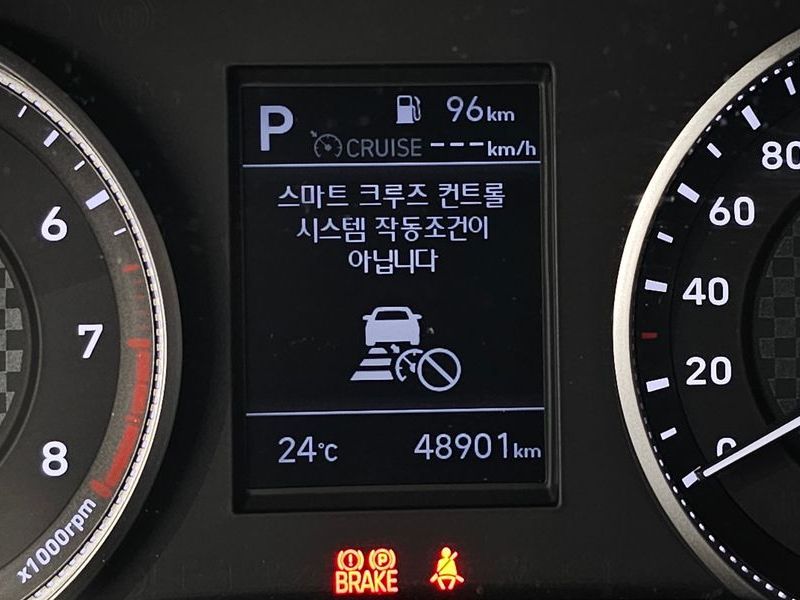 P 96km
CRUISE ---km/h
스마트 크루즈 컨트롤
시스템 작동조건이
아닙니다
24°C 48901km
6
7
8
x1000rpm
80
60
40
20
0
BRAKE
P